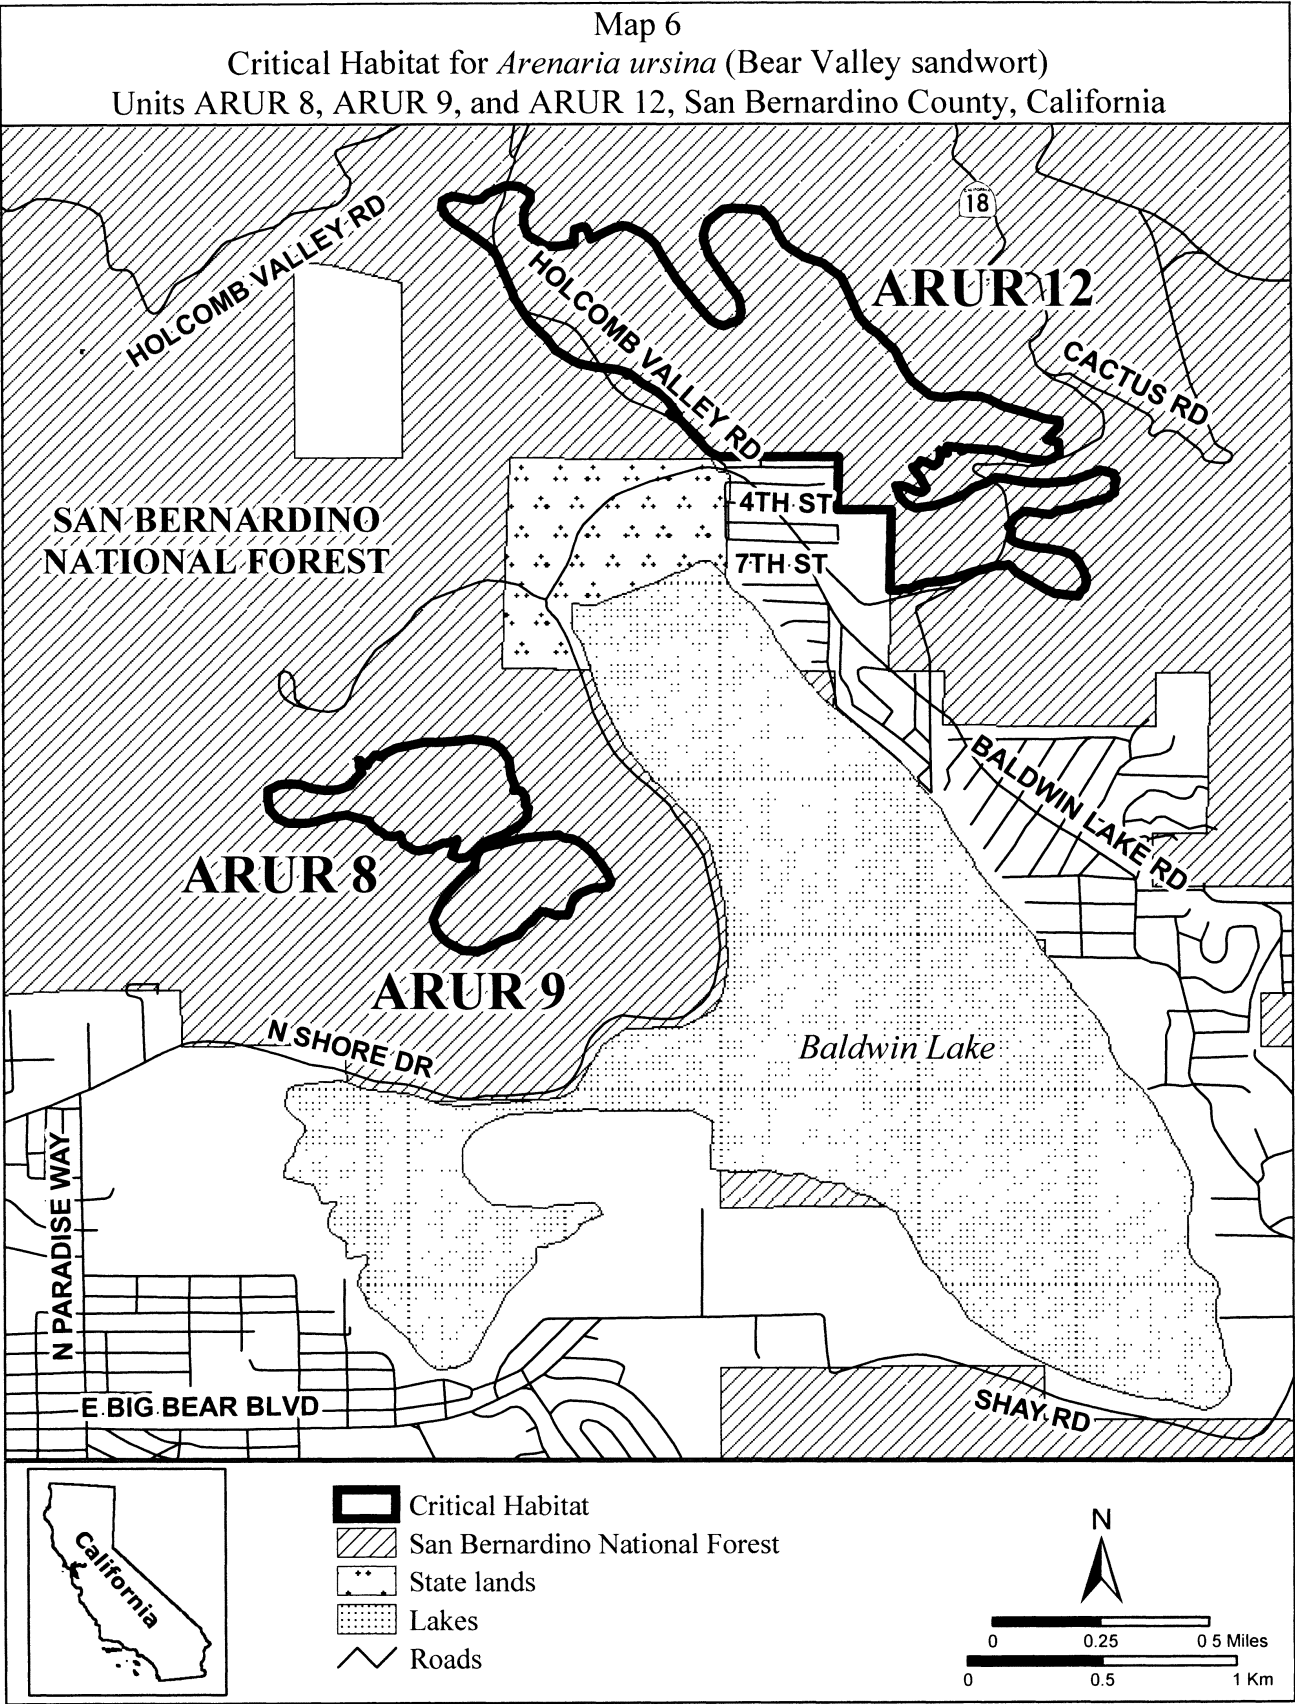 Map 6
Critical Habitat for Arenaria ursina (Bear Valley sandwort)
Units ARUR 8, ARUR 9, and ARUR 12, San Bernardino County, California
18
HOLCOMB VALLEY RD
HOLCOMB VALLEY RD
ARUR 12
CACTUS RD
4TH ST
SAN BERNARDINO
NATIONAL FOREST
7TH ST
BALDWIN LAKE RD
ARUR 8
ARUR 9
N SHORE DR
Baldwin Lake
N PARADISE WAY
E BIG BEAR BLVD
SHAY RD
California
Critical Habitat
San Bernardino National Forest
State lands
Lakes
Roads
N
0 0.25 0 5 Miles
0 0.5 1 Km